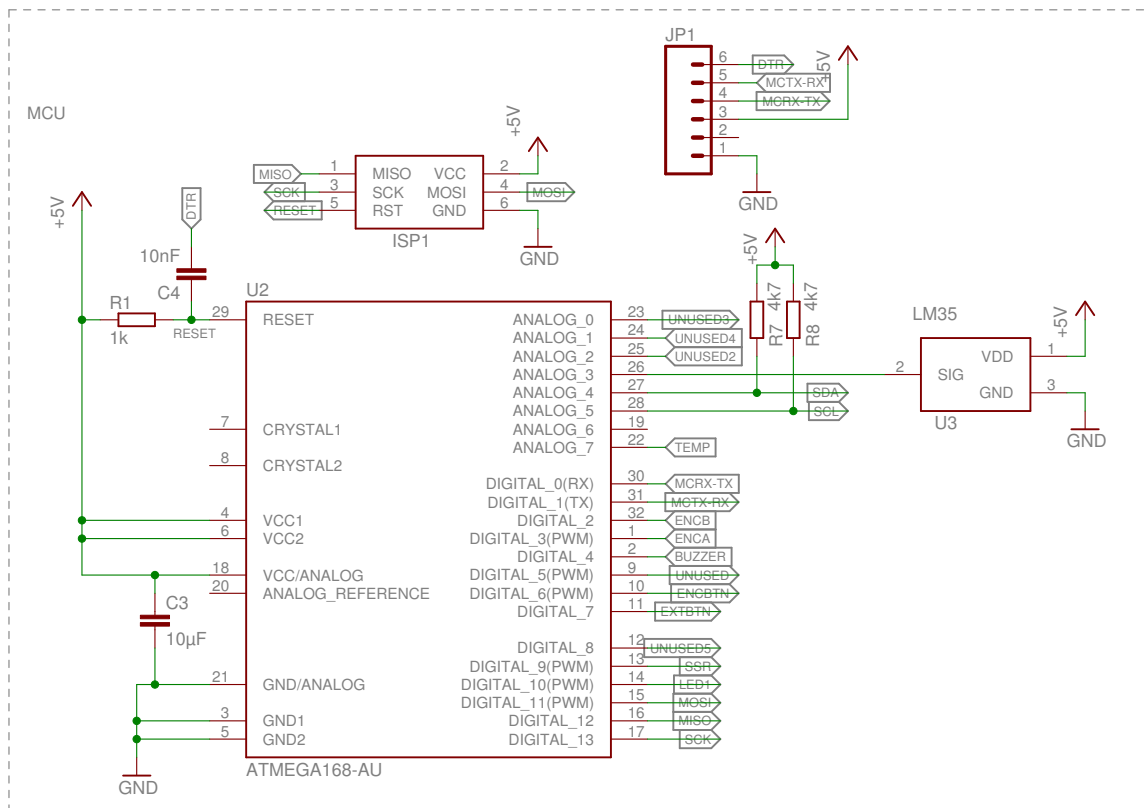 MCU
JP1
6
DTR
5
MCTX-RX
4
MCRX-TX
3
2
1
+5V
GND
+5V
MISO
1
MISO
VCC
2
SCK
3
SCK
MOSI
4
MOSI
RESET
5
RST
GND
6
ISP1
GND
+5V
DTR
10nF
C4
R1
1k
RESET
U2
29
RESET
7
CRYSTAL1
8
CRYSTAL2
4
VCC1
6
VCC2
18
VCC/ANALOG
20
ANALOG_REFERENCE
C3
10µF
21
GND/ANALOG
3
GND1
5
GND2
GND
ATMEGA168-AU
ANALOG_0
23
UNUSED3
ANALOG_1
24
UNUSED4
ANALOG_2
25
UNUSED2
ANALOG_3
26
ANALOG_4
27
SDA
ANALOG_5
28
SCL
ANALOG_6
19
ANALOG_7
22
TEMP
DIGITAL_0(RX)
30
MCRX-TX
DIGITAL_1(TX)
31
MCTX-RX
DIGITAL_2
32
ENCB
DIGITAL_3(PWM)
1
ENCA
DIGITAL_4
2
BUZZER
DIGITAL_5(PWM)
9
UNUSED
DIGITAL_6(PWM)
10
ENCBTN
DIGITAL_7
11
EXTBTN
DIGITAL_8
12
UNUSED5
DIGITAL_9(PWM)
13
SSR
DIGITAL_10(PWM)
14
LED1
DIGITAL_11(PWM)
15
MOSI
DIGITAL_12
16
MISO
DIGITAL_13
17
SCK
+5V
R7
4k7
R8
4k7
LM35
+5V
2
SIG
VDD
1
GND
3
U3
GND